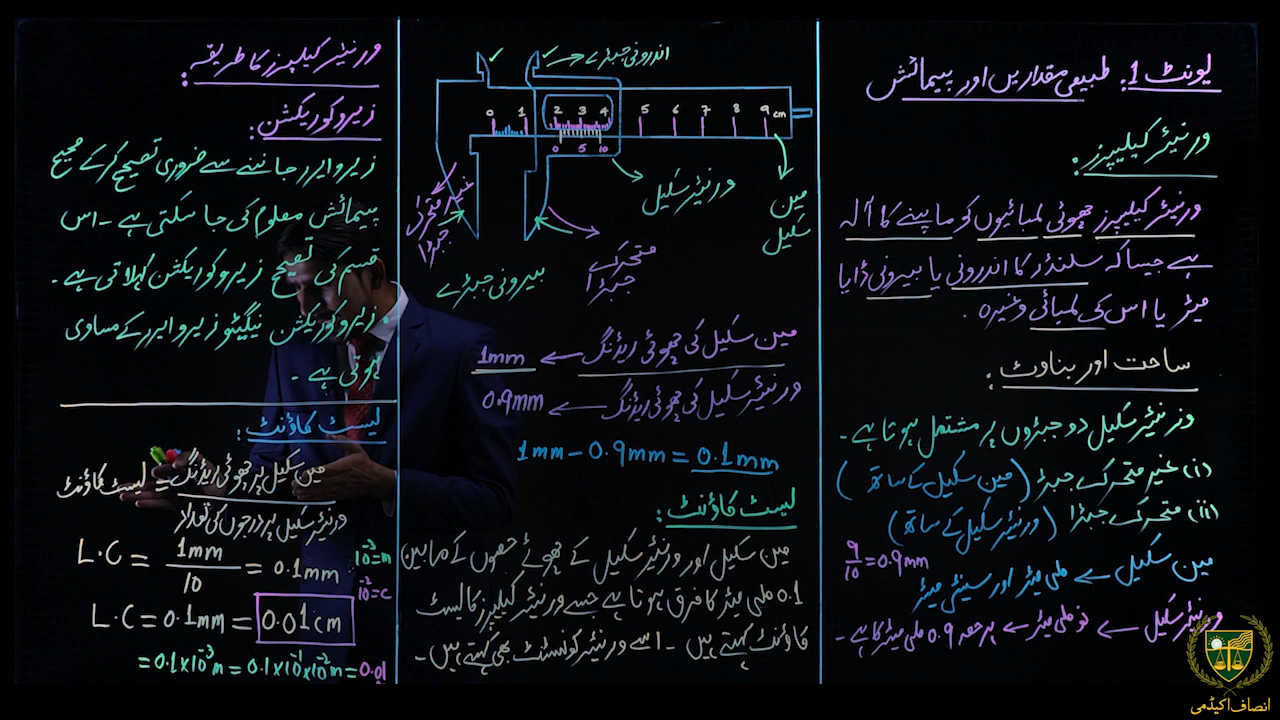 یونٹ 1: طبیعی مقداریں اور پیمائش
ورنیئر کیلیپرز:
ورنیئر کیلیپرز چھوٹی لمبائیوں کو ماپنے کا آلہ
ہے جیسا کہ سلنڈر کا اندرونی یا بیرونی ڈایا
میٹر یا اس کی لمبائی وغیرہ.
ساخت اور بناوٹ:
ورنیئر سکیل دو جبڑوں پر مشتمل ہوتا ہے۔
(i) غیر متحرک جبڑا (مین سکیل کے ساتھ)
(ii) متحرک جبڑا (ورنیئر سکیل کے ساتھ)
9/10 = 0.9mm
مین سکیل ← ملی میٹر اور سینٹی میٹر
ورنیئر سکیل ← نو ملی میٹر ← ہر حصہ 0.9 ملی میٹر کا ہے۔
اندرونی جبڑے
0 1 2 3 4 5 6 7 8 9 cm
0 5 10
غیر متحرک جبڑا
ورنیئر سکیل
مین سکیل
متحرک جبڑا
بیرونی جبڑے
مین سکیل کی چھوٹی ریڈنگ ← 1mm
ورنیئر سکیل کی چھوٹی ریڈنگ ← 0.9mm
1mm − 0.9mm = 0.1mm
لیسٹ کاؤنٹ:
مین سکیل اور ورنیئر سکیل کے چھوٹے حصوں کے مابین
0.1 ملی میٹر کا فرق ہوتا ہے جسے ورنیئر کیلیپرز کا لیسٹ
کاؤنٹ کہتے ہیں۔ اسے ورنیئر کونسٹنٹ بھی کہتے ہیں۔
ورنیئر کیلیپرز کا طریقہ:
زیرو کوریکشن:
زیرو ایرر جاننے سے ضروری تصحیح کر کے صحیح
پیمائش معلوم کی جا سکتی ہے۔ اس
قسم کی تصحیح زیرو کوریکشن کہلاتی ہے۔
زیرو کوریکشن نیگیٹو زیرو ایرر کے مساوی
ہوتی ہے۔
لیسٹ کاؤنٹ:
لیسٹ کاؤنٹ = مین سکیل پر چھوٹی ریڈنگ
ورنیئر سکیل پر درجوں کی تعداد
L.C = 1mm/10 = 0.1mm
10⁻³=m
10⁻²=c
L.C = 0.1mm = 0.01cm
= 0.1x10⁻³m = 0.1x10⁻¹x10⁻²m = 0.01
انصاف اکیڈمی